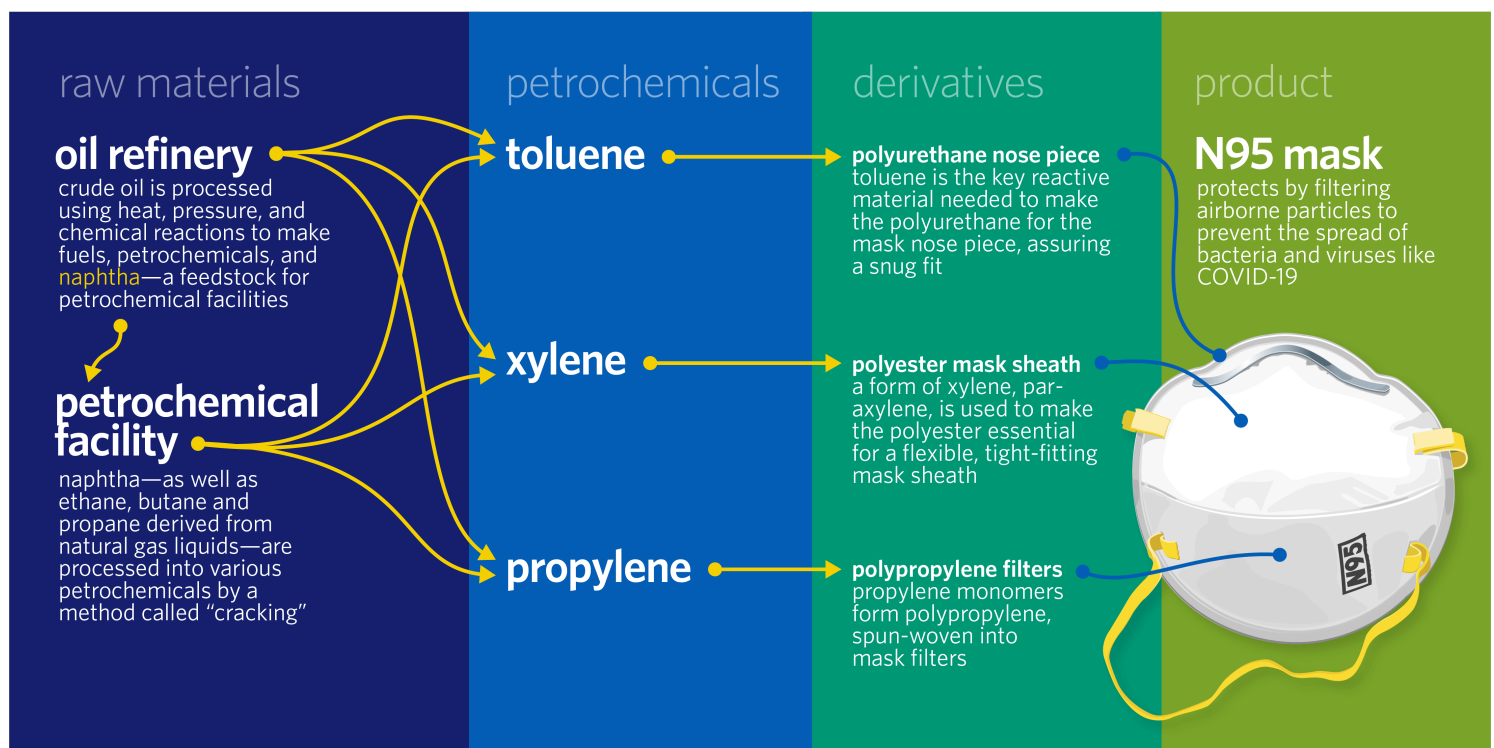 raw materials
oil refinery
crude oil is processed
using heat, pressure, and
chemical reactions to make
fuels, petrochemicals, and
naphtha—a feedstock for
petrochemical facilities
petrochemical
facility
naphtha—as well as
ethane, butane and
propane derived from
natural gas liquids—are
processed into various
petrochemicals by a
method called “cracking”
petrochemicals
toluene
xylene
propylene
derivatives
polyurethane nose piece
toluene is the key reactive
material needed to make
the polyurethane for the
mask nose piece, assuring
a snug fit
polyester mask sheath
a form of xylene, par-
axylene, is used to make
the polyester essential
for a flexible, tight-fitting
mask sheath
polypropylene filters
propylene monomers
form polypropylene,
spun-woven into
mask filters
product
N95 mask
protects by filtering
airborne particles to
prevent the spread of
bacteria and viruses like
COVID-19
N95